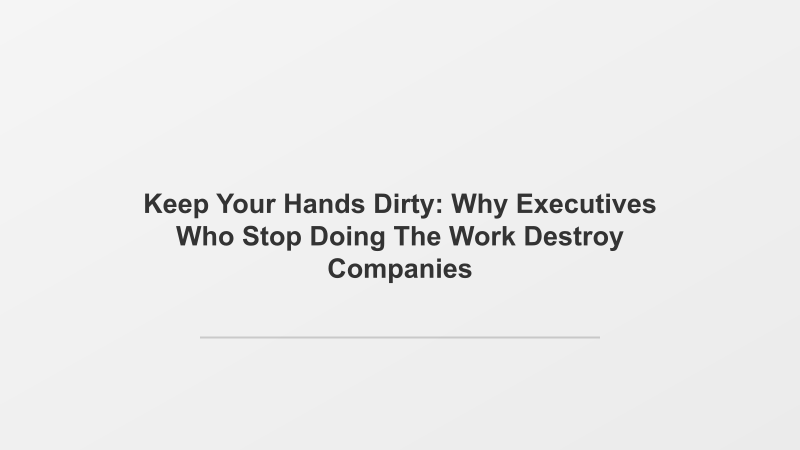 Keep Your Hands Dirty: Why Executives
Who Stop Doing The Work Destroy
Companies